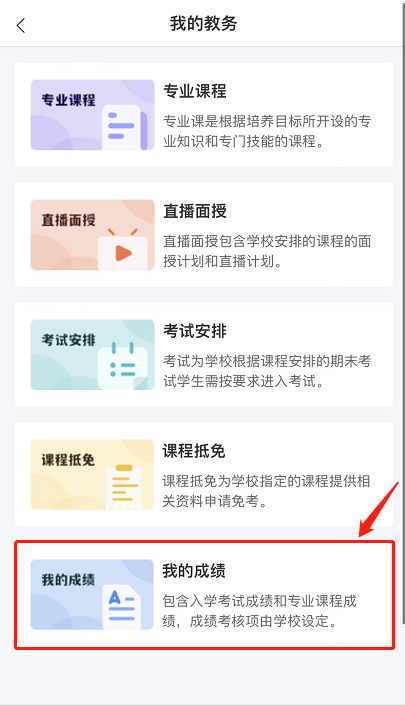 我的教务
专业课程
专业课程
专业课是根据培养目标所开设的专
业知识和专门技能的课程。
直播面授
直播面授
直播面授包含学校安排的课程的面
授计划和直播计划。
考试安排
考试安排
考试为学校根据课程安排的期末考
试学生需按要求进入考试。
课程抵免
课程抵免
课程抵免为学校指定的课程提供相
关资料申请免考。
我的成绩
我的成绩
包含入学考试成绩和专业课程成
绩，成绩考核项由学校设定。